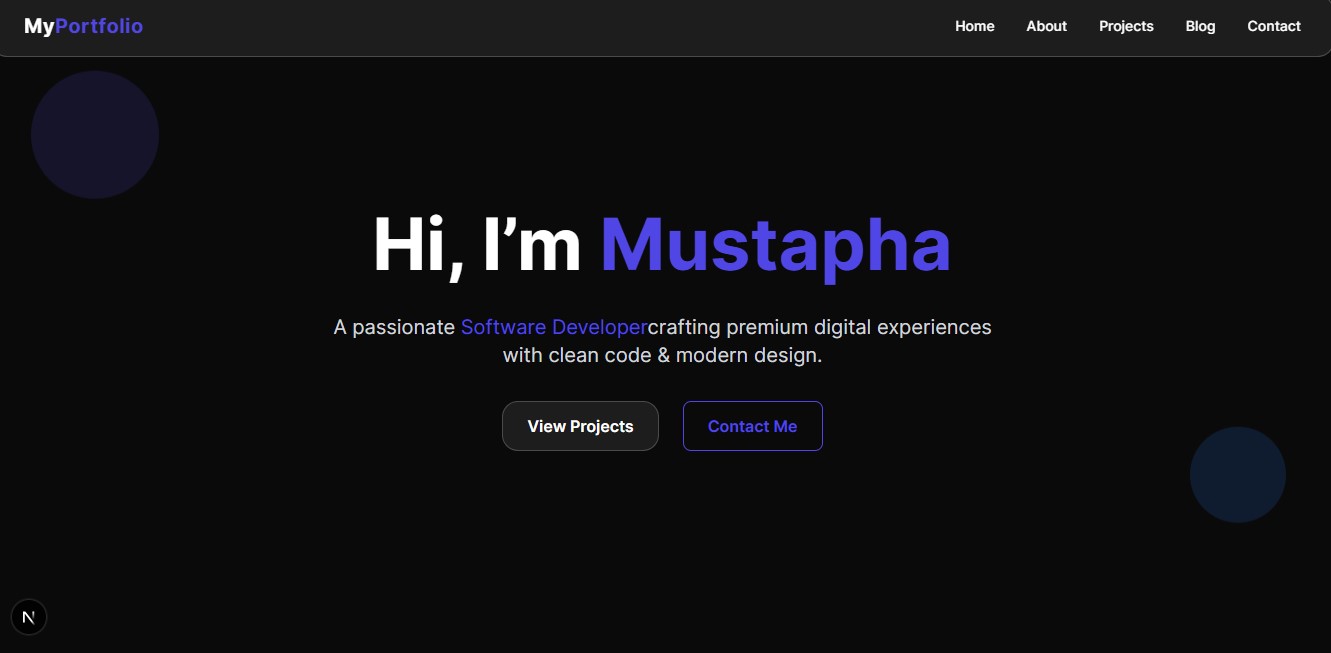 MyPortfolio
Home About Projects Blog Contact
Hi, I’m Mustapha
A passionate Software Developercrafting premium digital experiences
with clean code & modern design.
View Projects Contact Me
N